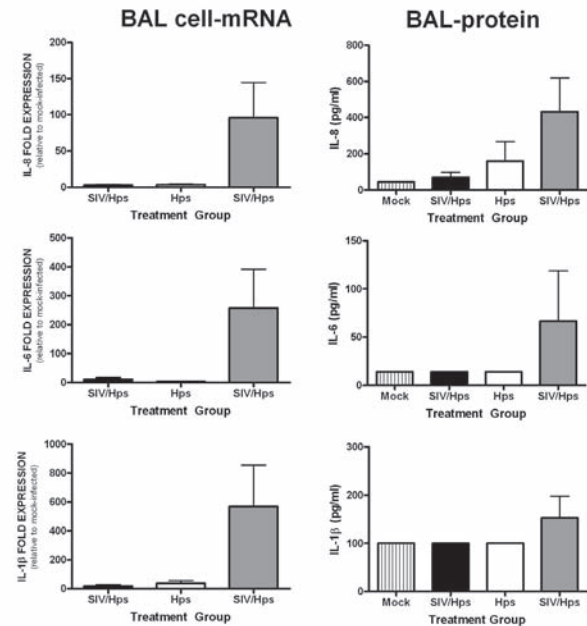 BAL cell-mRNA
BAL-protein
IL-8 FOLD EXPRESSION
(relative to mock-infected)
200
150
100
50
0
SIV/Hps Hps SIV/Hps
Treatment Group
IL-8 (pg/ml)
800
600
400
200
0
Mock SIV/Hps Hps SIV/Hps
Treatment Group
IL-6 FOLD EXPRESSION
(relative to mock-infected)
500
400
300
200
100
0
SIV/Hps Hps SIV/Hps
Treatment Group
IL-6 (pg/ml)
150
100
50
0
Mock SIV/Hps Hps SIV/Hps
Treatment Group
IL-1β FOLD EXPRESSION
(relative to mock-infected)
1000
800
600
400
200
0
SIV/Hps Hps SIV/Hps
Treatment Group
IL-1β (pg/ml)
300
200
100
0
Mock SIV/Hps Hps SIV/Hps
Treatment Group